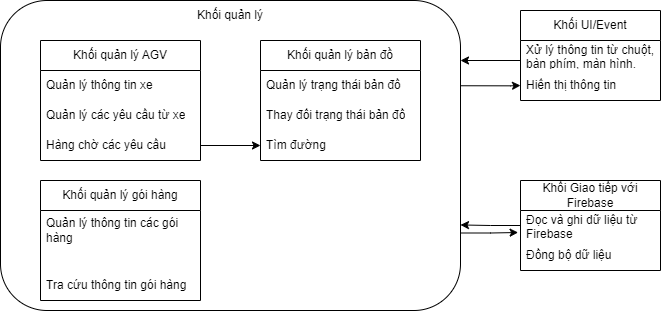 Khối quản lý
Khối quản lý AGV
Quản lý thông tin xe
Quản lý các yêu cầu từ xe
Hàng chờ các yêu cầu
Khối quản lý bản đồ
Quản lý trạng thái bản đồ
Thay đổi trạng thái bản đồ
Tìm đường
Khối quản lý gói hàng
Quản lý thông tin các gói
hàng
Tra cứu thông tin gói hàng
Khối UI/Event
Xử lý thông tin từ chuột,
bàn phím, màn hình.
Hiển thị thông tin
Khối Giao tiếp với
Firebase
Đọc và ghi dữ liệu từ
Firebase
Đồng bộ dữ liệu